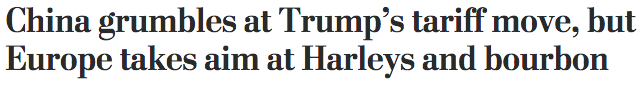 China grumbles at Trump’s tariff move, but
Europe takes aim at Harleys and bourbon